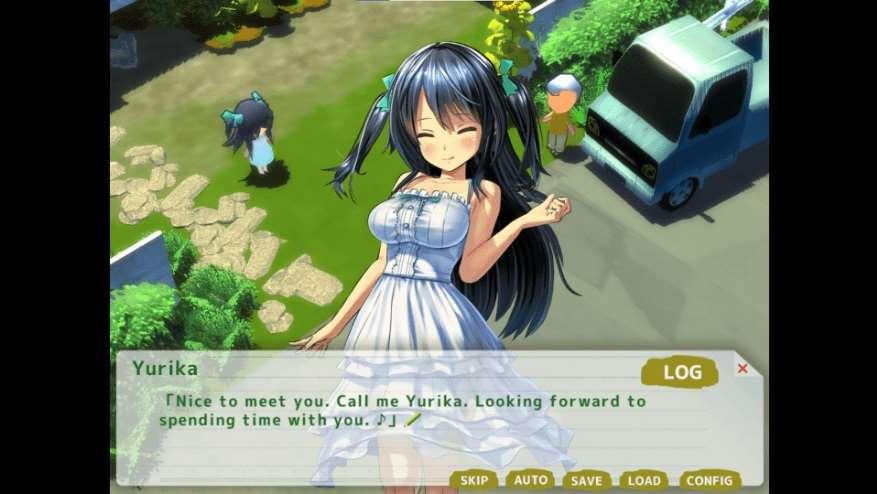 Yurika
LOG
「Nice to meet you. Call me Yurika. Looking forward to
spending time with you. ♪」
SKIP AUTO SAVE LOAD CONFIG